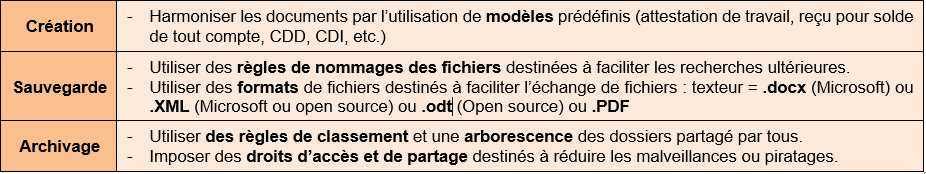 Création
- Harmoniser les documents par l’utilisation de modèles prédéfinis (attestation de travail, reçu pour solde
de tout compte, CDD, CDI, etc.)
Sauvegarde
- Utiliser des règles de nommages des fichiers destinées à faciliter les recherches ultérieures.
- Utiliser des formats de fichiers destinés à faciliter l’échange de fichiers : texteur = .docx (Microsoft) ou
.XML (Microsoft ou open source) ou .odt (Open source) ou .PDF
Archivage
- Utiliser des règles de classement et une arborescence des dossiers partagé par tous.
- Imposer des droits d’accès et de partage destinés à réduire les malveillances ou piratages.